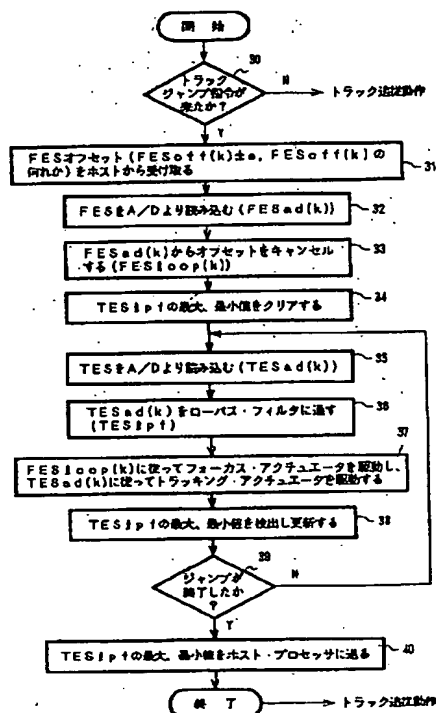 開始
30
トラック
ジャンプ指令が
来たか?
N
トラック追従動作
Y
FESオフセット(FESoff(k)±a, FESoff(k)の
何れか)をホストから受け取る
31
FESをA/Dより読み込む(FESad(k))
32
FESad(k)からオフセットをキャンセル
する(FESloop(k))
33
TESlpfの最大、最小値をクリアする
34
TESをA/Dより読み込む(TESad(k))
35
TESad(k)をローパス・フィルタに通す
(TESlpf)
36
37
FESloop(k)に従ってフォーカス・アクチュエータを駆動し、
TESad(k)に従ってトラッキング・アクチュエータを駆動する
TESlpfの最大、最小値を検出し更新する
38
39
ジャンプが
終了したか
?
N
Y
TESlpfの最大、最小値をホスト・プロセッサに送る
40
終了
トラック追従動作